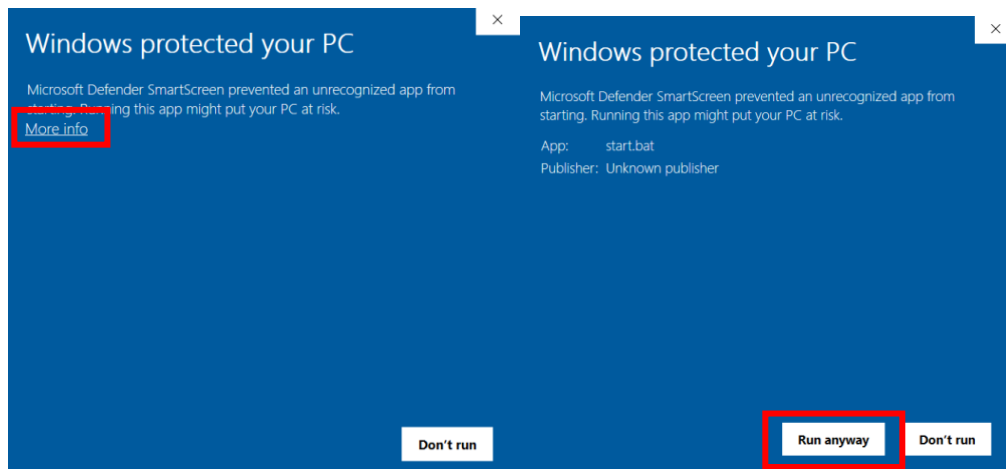 Windows protected your PC
Microsoft Defender SmartScreen prevented an unrecognized app from
starting. Running this app might put your PC at risk.
More info
Don't run
Windows protected your PC
Microsoft Defender SmartScreen prevented an unrecognized app from
starting. Running this app might put your PC at risk.
App: start.bat
Publisher: Unknown publisher
Run anyway
Don't run